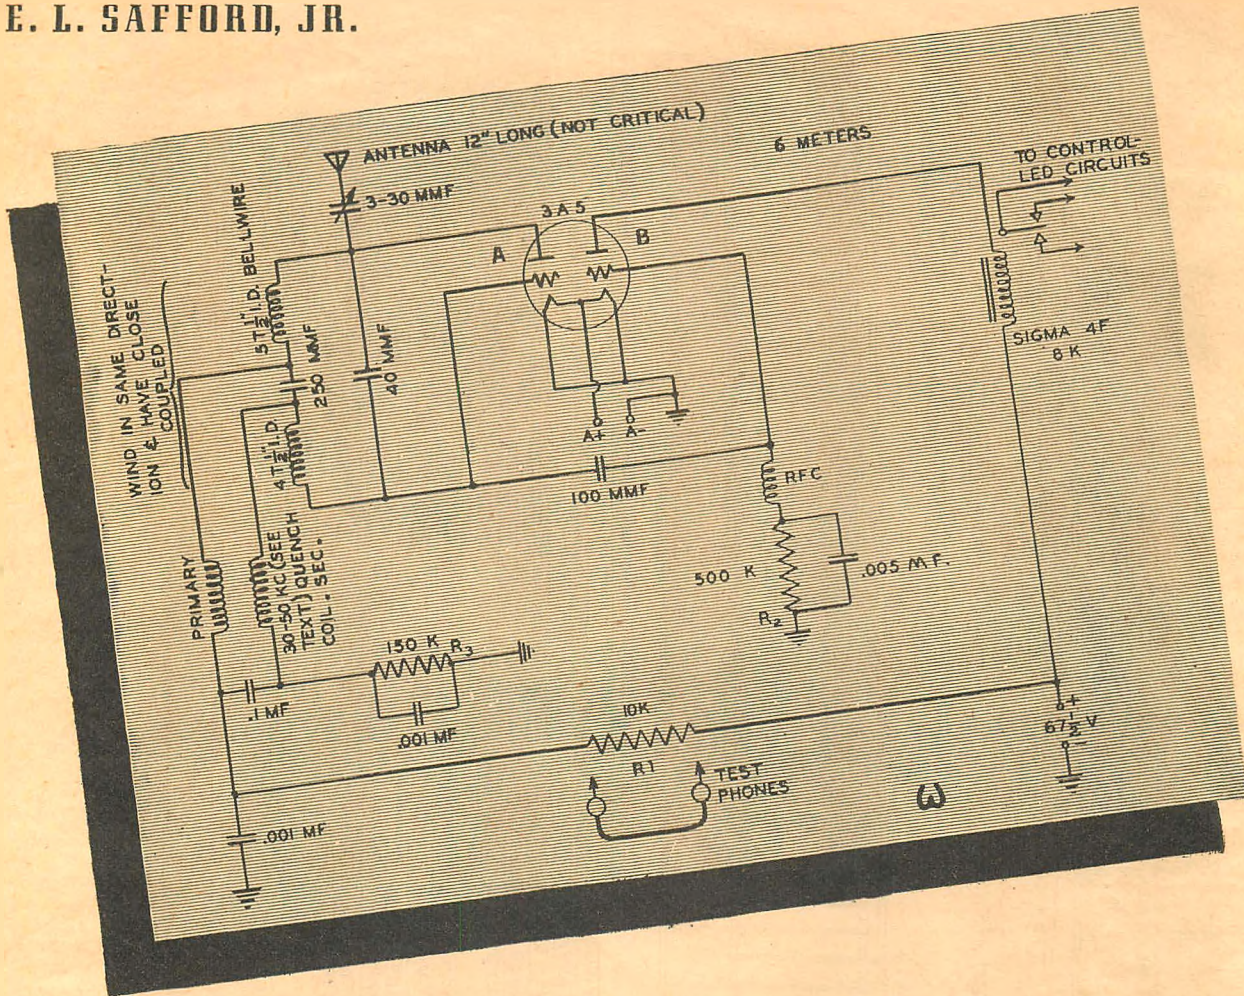 E. L. SAFFORD, JR.
ANTENNA 12" LONG (NOT CRITICAL)
6 METERS
TO CONTROL-
LED CIRCUITS
3-30 MMF
3A5
A
B
WIND IN SAME DIRECT-
ION & HAVE CLOSE
COUPLED
5 T 1/2" I.D. BELLWIRE
250 MMF
40 MMF
4 T 1/2" I.D.
A+
A-
SIGMA 4F
8 K
100 MMF
RFC
PRIMARY
30-50 KC (SEE
TEXT) QUENCH
COIL. SEC.
500 K
R2
.005 MF.
150 K
R3
.1 MF
.001 MF
10K
R1
TEST
PHONES
+
67 1/2 V
-
.001 MF
3